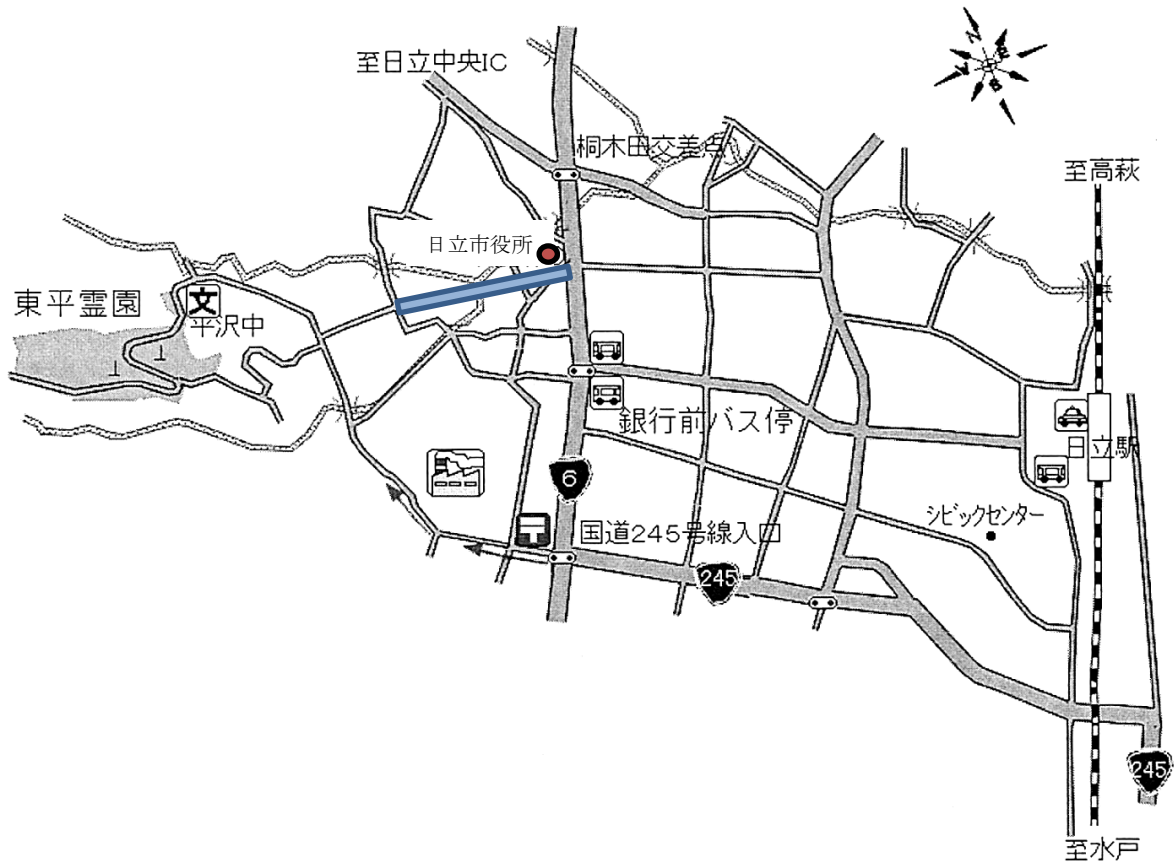 至日立中央IC
桐木田交差点
至高萩
日立市役所
東平霊園
文
平沢中
銀行前バス停
日立駅
6
シビックセンター
国道245号線入口
245
245
至水戸